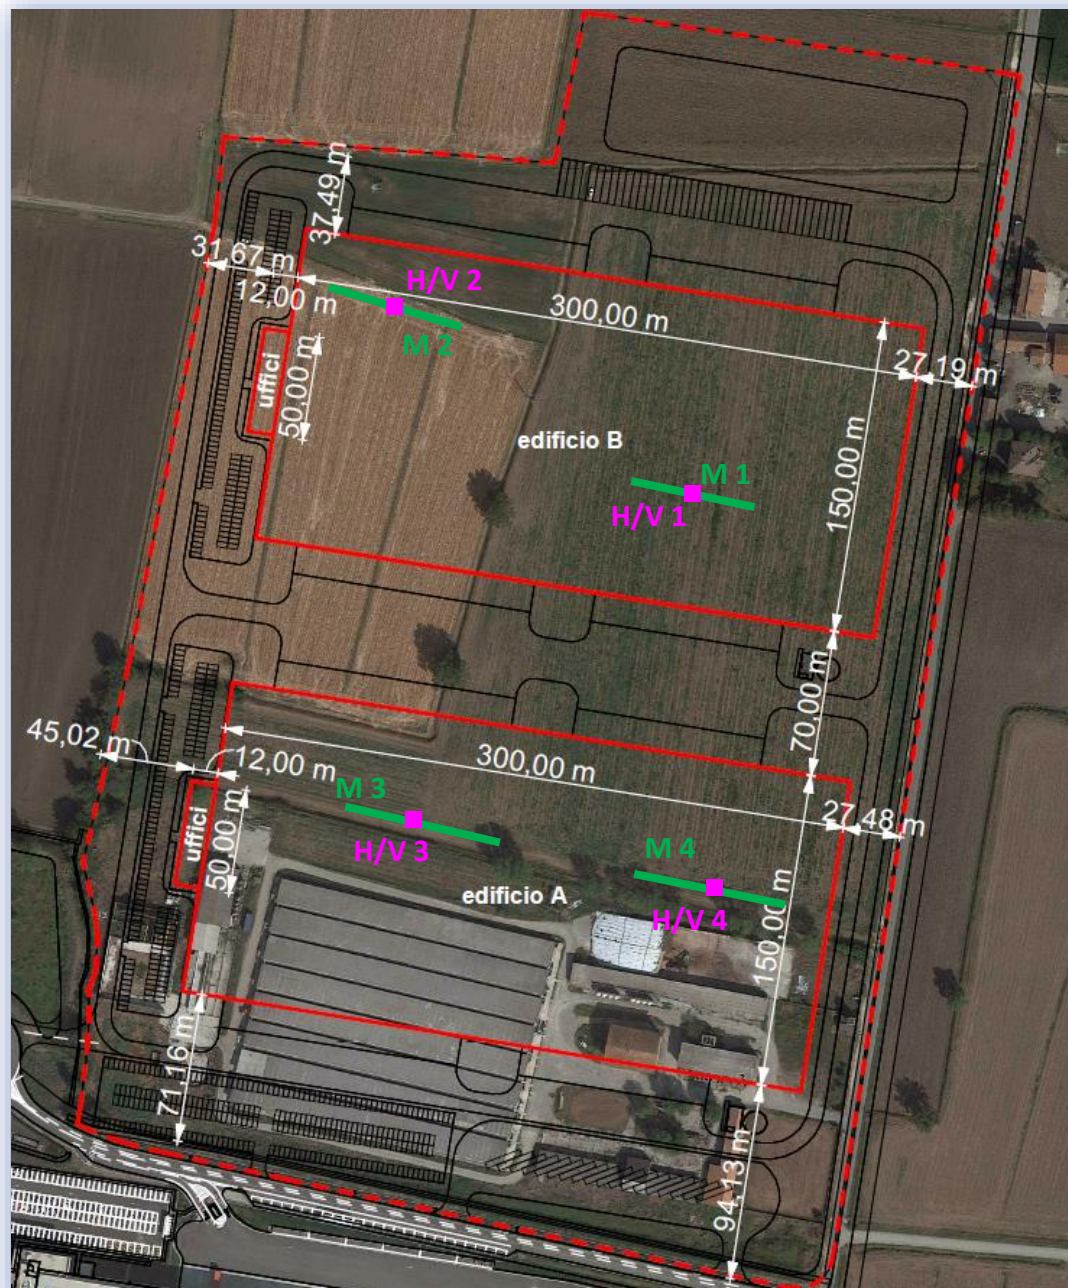 37,49 m
31,67 m
12,00 m
H/V 2
M 2
300,00 m
27,19 m
uffici
50,00 m
edificio B
M 1
H/V 1
150,00 m
70,00 m
45,02 m
12,00 m
300,00 m
M 3
H/V 3
27,48 m
uffici
50,00 m
M 4
edificio A
H/V 4
150,00 m
71,16 m
94,13 m